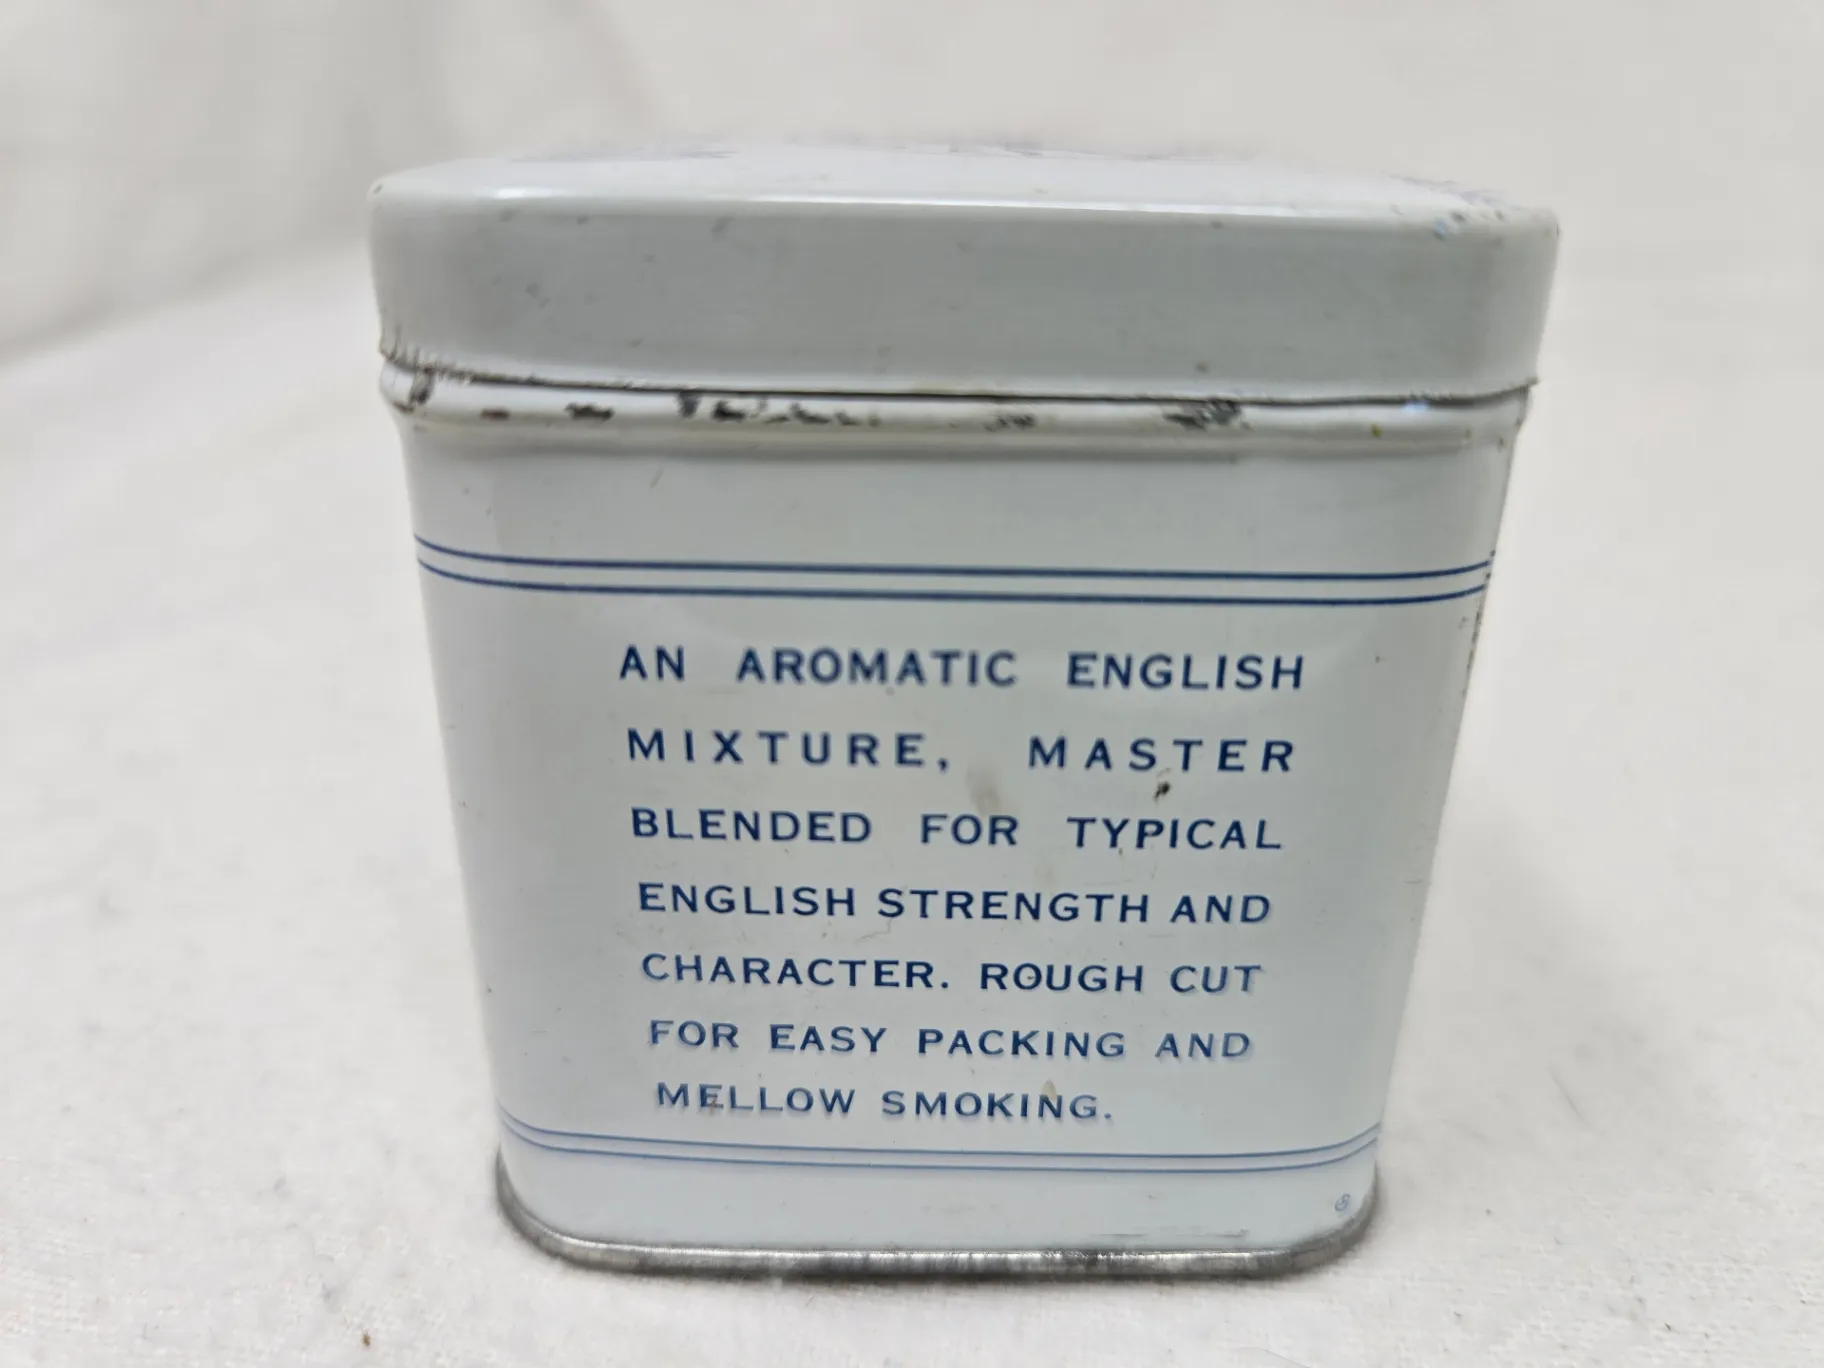 AN AROMATIC ENGLISH
MIXTURE, MASTER
BLENDED FOR TYPICAL
ENGLISH STRENGTH AND
CHARACTER. ROUGH CUT
FOR EASY PACKING AND
MELLOW SMOKING.